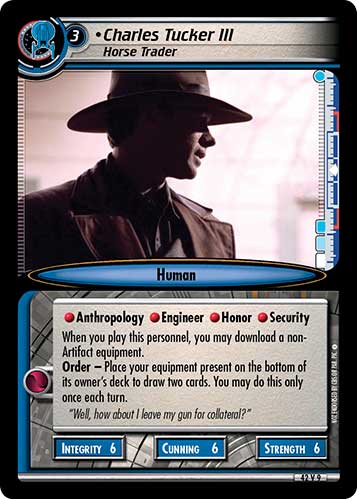 3
•Charles Tucker III
Horse Trader
Human
Anthropology Engineer Honor Security
When you play this personnel, you may download a non-
Artifact equipment.
Order – Place your equipment present on the bottom of
its owner's deck to draw two cards. You may do this only
once each turn.
"Well, how about I leave my gun for collateral?"
INTEGRITY 6 CUNNING 6 STRENGTH 6
42 V 9